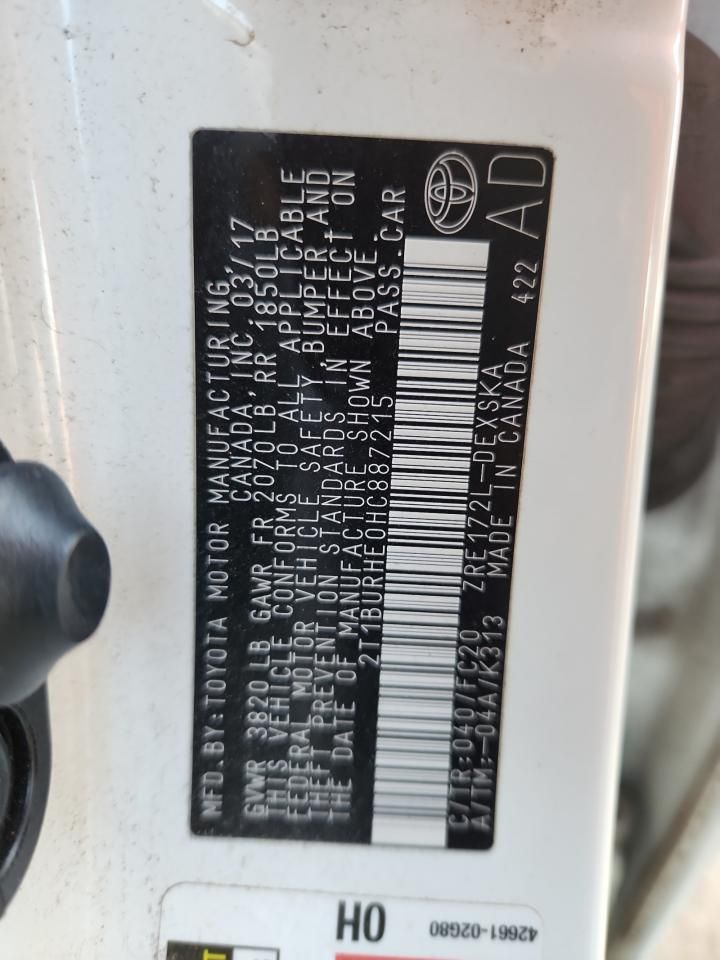 MFD.BY:TOYOTA MOTOR MANUFACTURING,
CANADA, INC. 03/17
GVWR 3820LB GAWR FR 2070LB, RR 1850LB
THIS VEHICLE CONFORMS TO ALL APPLICABLE
FEDERAL MOTOR VEHICLE SAFETY, BUMPER, AND
THEFT PREVENTION STANDARDS IN EFFECT ON
THE DATE OF MANUFACTURE SHOWN ABOVE.
2T1BURHE0HC887215 PASS.CAR
C/TR:040/FC20 ZRE172L-DEXSKA
A/TM:-04A/K313 MADE IN CANADA 422 AD
0H
42661-02G80